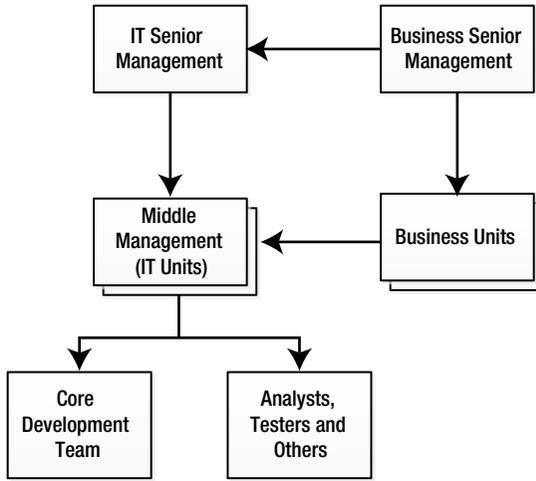 IT Senior
Management
Business Senior
Management
Middle
Management
(IT Units)
Business Units
Core
Development
Team
Analysts,
Testers and
Others